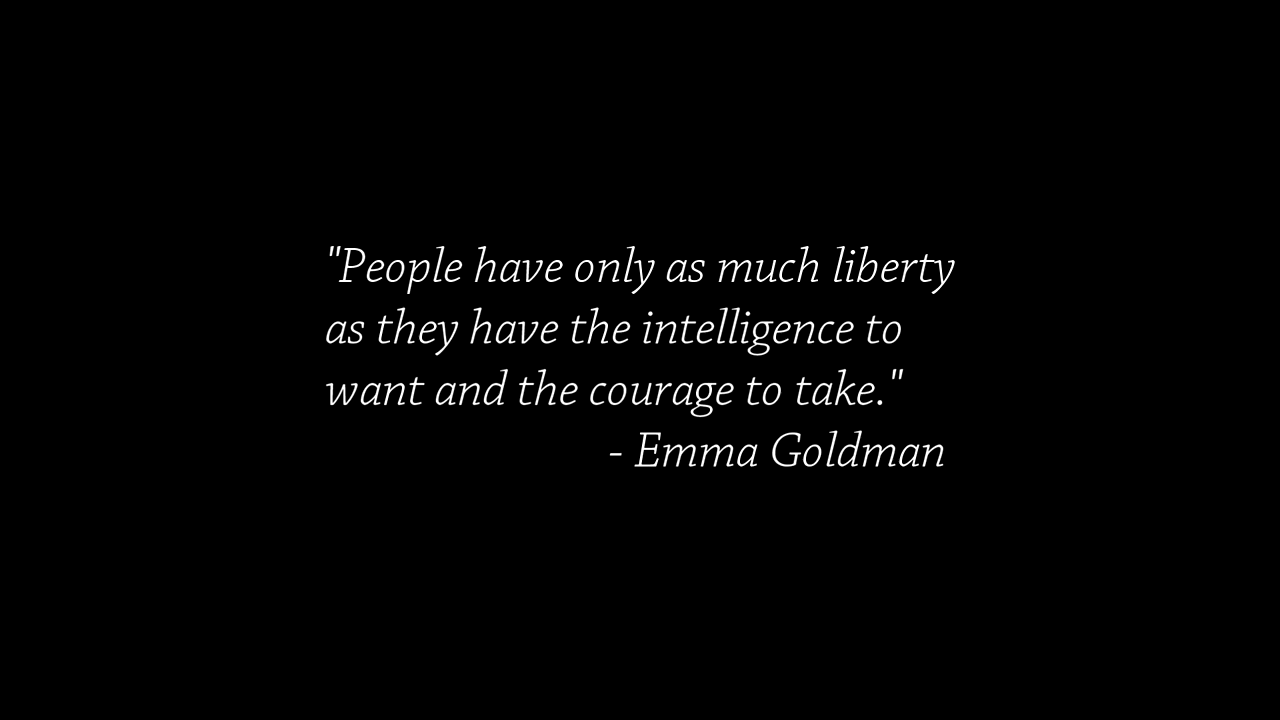 "People have only as much liberty
as they have the intelligence to
want and the courage to take."
- Emma Goldman